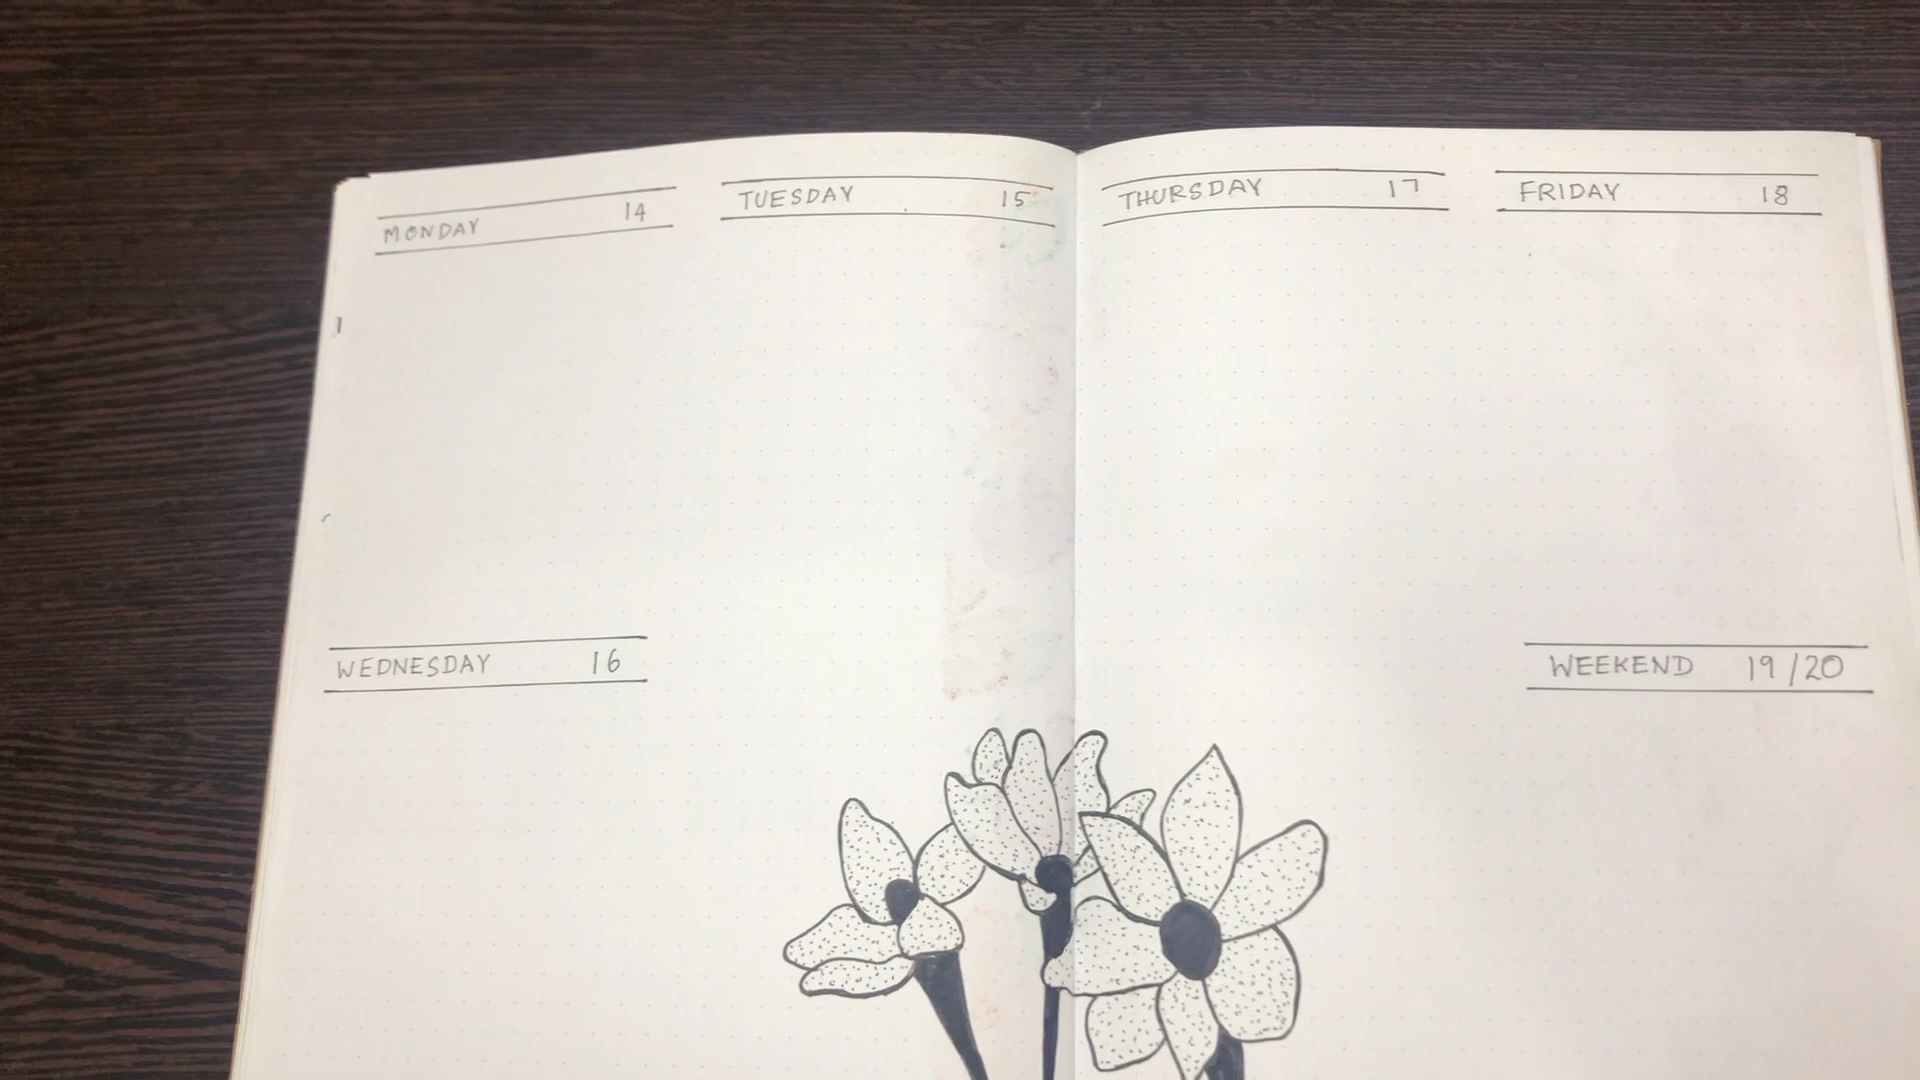 MONDAY 14
TUESDAY 15
WEDNESDAY 16
THURSDAY 17
FRIDAY 18
WEEKEND 19/20